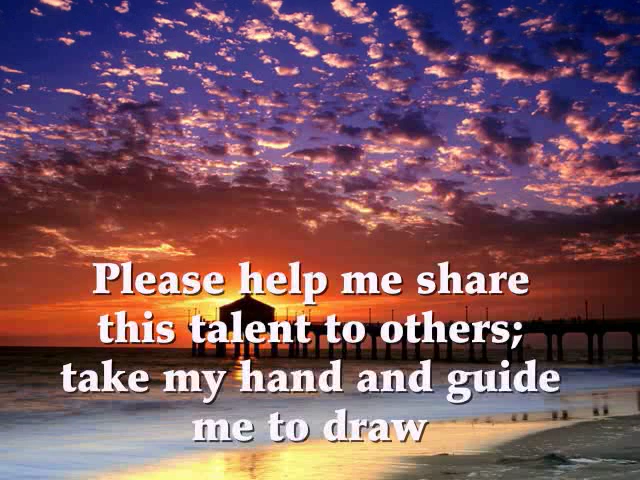 Please help me share
this talent to others;
take my hand and guide
me to draw